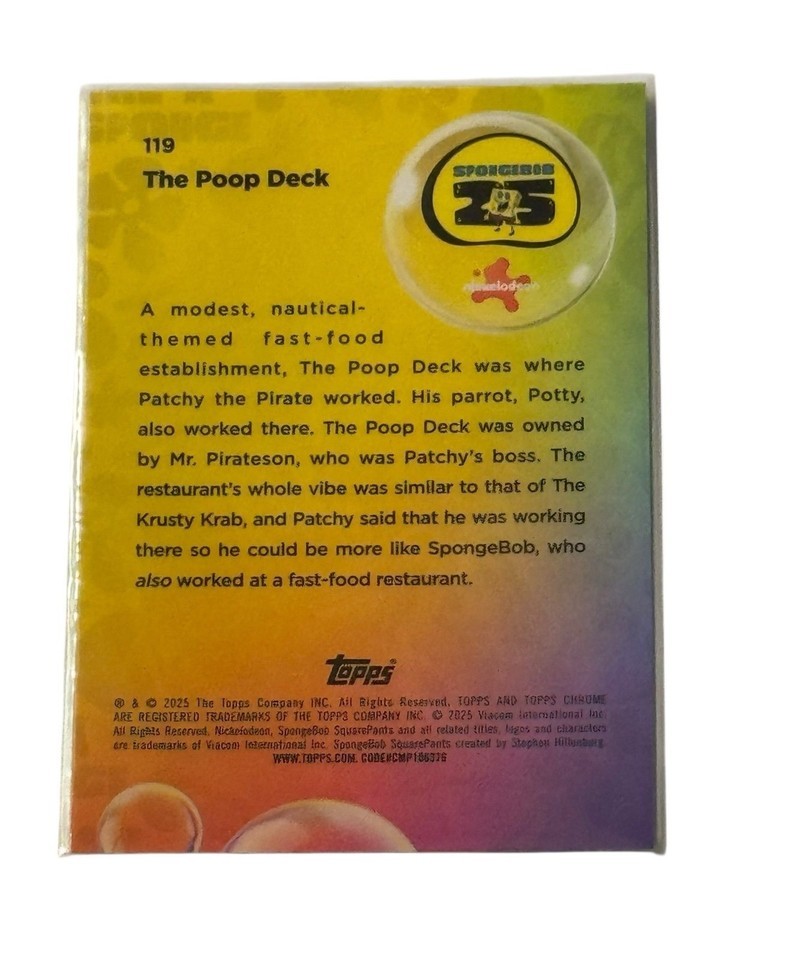 119
The Poop Deck
SPONGEBOB
25
nickelodeon
A modest, nautical-
themed fast-food
establishment, The Poop Deck was where
Patchy the Pirate worked. His parrot, Potty,
also worked there. The Poop Deck was owned
by Mr. Pirateson, who was Patchy's boss. The
restaurant's whole vibe was similar to that of The
Krusty Krab, and Patchy said that he was working
there so he could be more like SpongeBob, who
also worked at a fast-food restaurant.
topps®
® & © 2025 The Topps Company INC. All Rights Reserved, TOPPS AND TOPPS CHROME
ARE REGISTERED TRADEMARKS OF THE TOPPS COMPANY INC. © 2025 Viacom International Inc.
All Rights Reserved. Nickelodeon, SpongeBob SquarePants and all related titles, logos and characters
are trademarks of Viacom International Inc. SpongeBob SquarePants created by Stephen Hillenburg.
WWW.TOPPS.COM. CODE#CMP